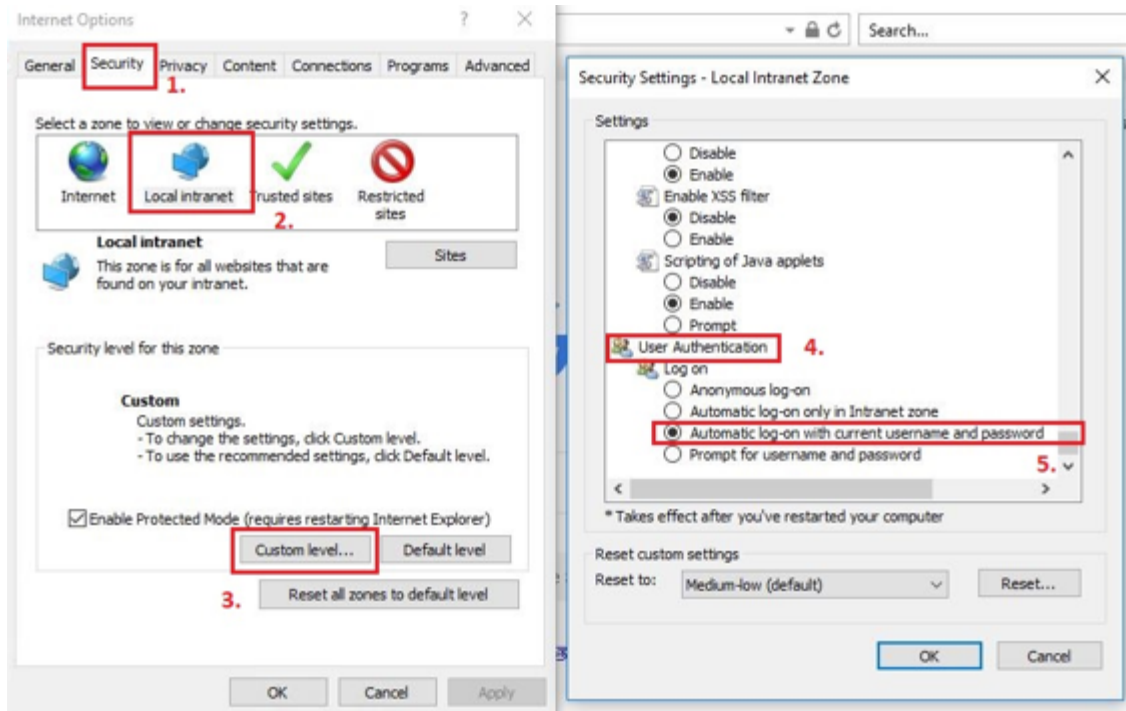 Internet Options
General Security Privacy Content Connections Programs Advanced
1.
Select a zone to view or change security settings.
Internet Local intranet Trusted sites Restricted sites
2.
Local intranet
This zone is for all websites that are
found on your intranet.
Sites
Security level for this zone
Custom
Custom settings.
- To change the settings, click Custom level.
- To use the recommended settings, click Default level.
Enable Protected Mode (requires restarting Internet Explorer)
Custom level... Default level
3.
Reset all zones to default level
OK Cancel Apply
Search...
Security Settings - Local Intranet Zone
Settings
Disable
Enable
Enable XSS filter
Disable
Enable
Scripting of Java applets
Disable
Enable
Prompt
User Authentication 4.
Log on
Anonymous log-on
Automatic log-on only in Intranet zone
Automatic log-on with current username and password
Prompt for username and password
5.
* Takes effect after you've restarted your computer
Reset custom settings
Reset to: Medium-low (default) Reset...
OK Cancel